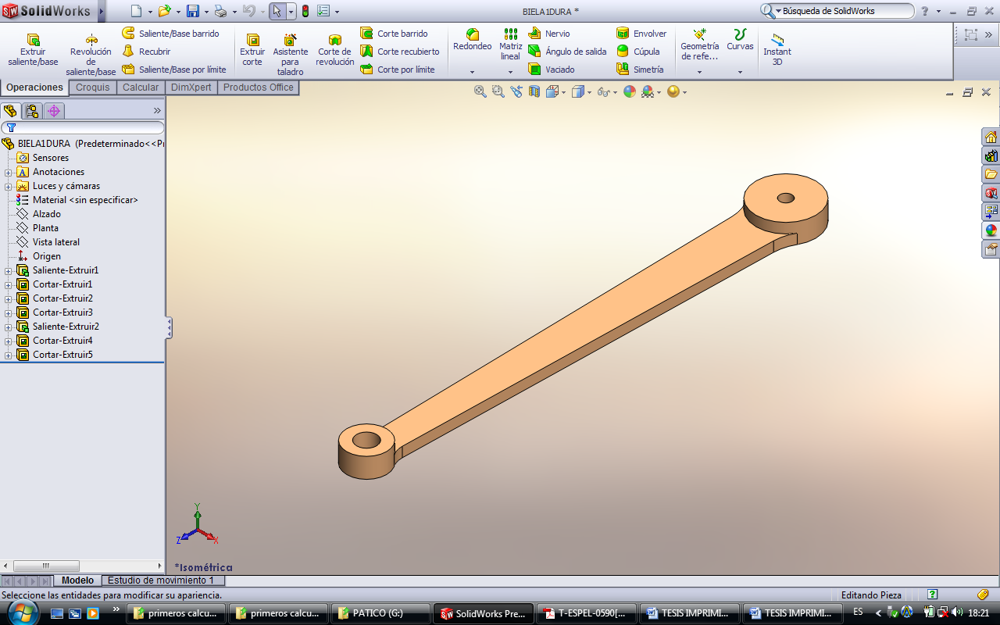 SolidWorks
BIELA1DURA *
Búsqueda de SolidWorks
Extruir saliente/base
Revolución de saliente/base
Saliente/Base barrido
Recubrir
Saliente/Base por límite
Extruir corte
Asistente para taladro
Corte de revolución
Corte barrido
Corte recubierto
Corte por límite
Redondeo
Matriz lineal
Nervio
Ángulo de salida
Vaciado
Envolver
Cúpula
Simetría
Geometría de refe...
Curvas
Instant 3D
Operaciones
Croquis
Calcular
DimXpert
Productos Office
BIELA1DURA (Predeterminado<<Pr
Sensores
Anotaciones
Luces y cámaras
Material <sin especificar>
Alzado
Planta
Vista lateral
Origen
Saliente-Extruir1
Cortar-Extruir1
Cortar-Extruir2
Cortar-Extruir3
Saliente-Extruir2
Cortar-Extruir4
Cortar-Extruir5
Y
Z
X
*Isométrica
Modelo
Estudio de movimiento 1
Seleccione las entidades para modificar su apariencia.
Editando Pieza
primeros calcu...
primeros calcu...
PATICO (G:)
SolidWorks Pre...
T-ESPEL-0590[...
TESIS IMPRIMI...
TESIS IMPRIMI...
ES
18:21